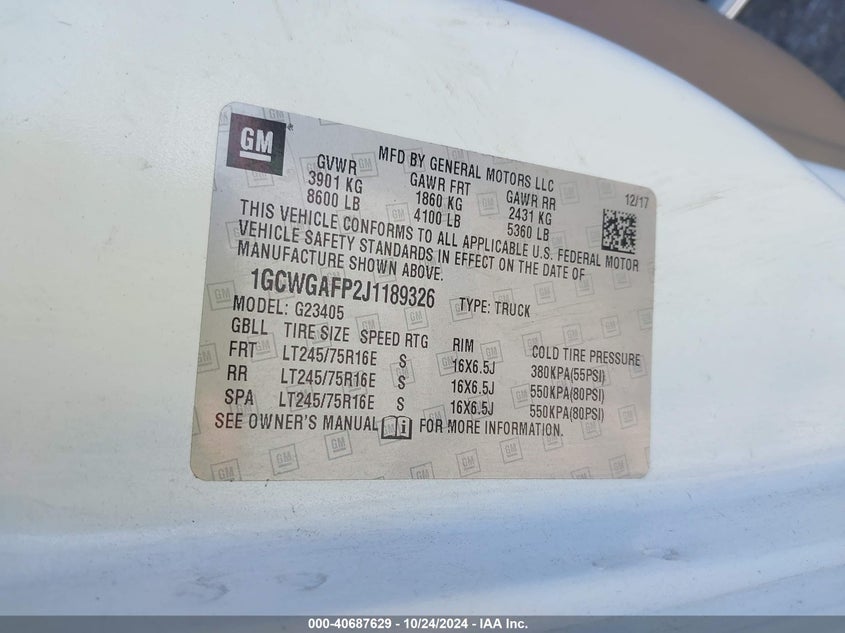 GM ®
MFD BY GENERAL MOTORS LLC
12/17
GVWR GAWR FRT GAWR RR
3901 KG 1860 KG 2431 KG
8600 LB 4100 LB 5360 LB
THIS VEHICLE CONFORMS TO ALL APPLICABLE U.S. FEDERAL MOTOR
VEHICLE SAFETY STANDARDS IN EFFECT ON THE DATE OF
MANUFACTURE SHOWN ABOVE.
1GCWGAFP2J1189326 TYPE: TRUCK
MODEL: G23405
GBLL TIRE SIZE SPEED RTG RIM COLD TIRE PRESSURE
FRT LT245/75R16E S 16X6.5J 380KPA(55PSI)
RR LT245/75R16E S 16X6.5J 550KPA(80PSI)
SPA LT245/75R16E S 16X6.5J 550KPA(80PSI)
SEE OWNER'S MANUAL FOR MORE INFORMATION.
000-40687629 - 10/24/2024 - IAA Inc.